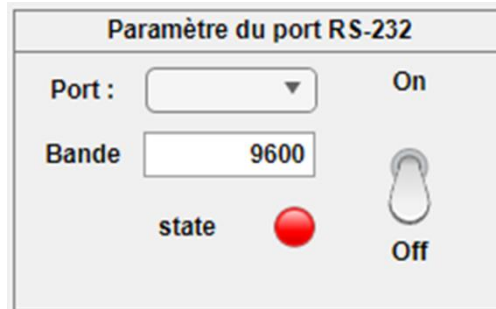 Paramètre du port RS-232
Port :
On
Bande
9600
state
Off